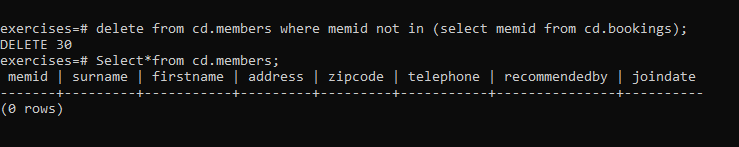 exercises=# delete from cd.members where memid not in (select memid from cd.bookings);
DELETE 30
exercises=# Select*from cd.members;
 memid | surname | firstname | address | zipcode | telephone | recommendedby | joindate
-------+---------+-----------+---------+---------+-----------+---------------+----------
(0 rows)